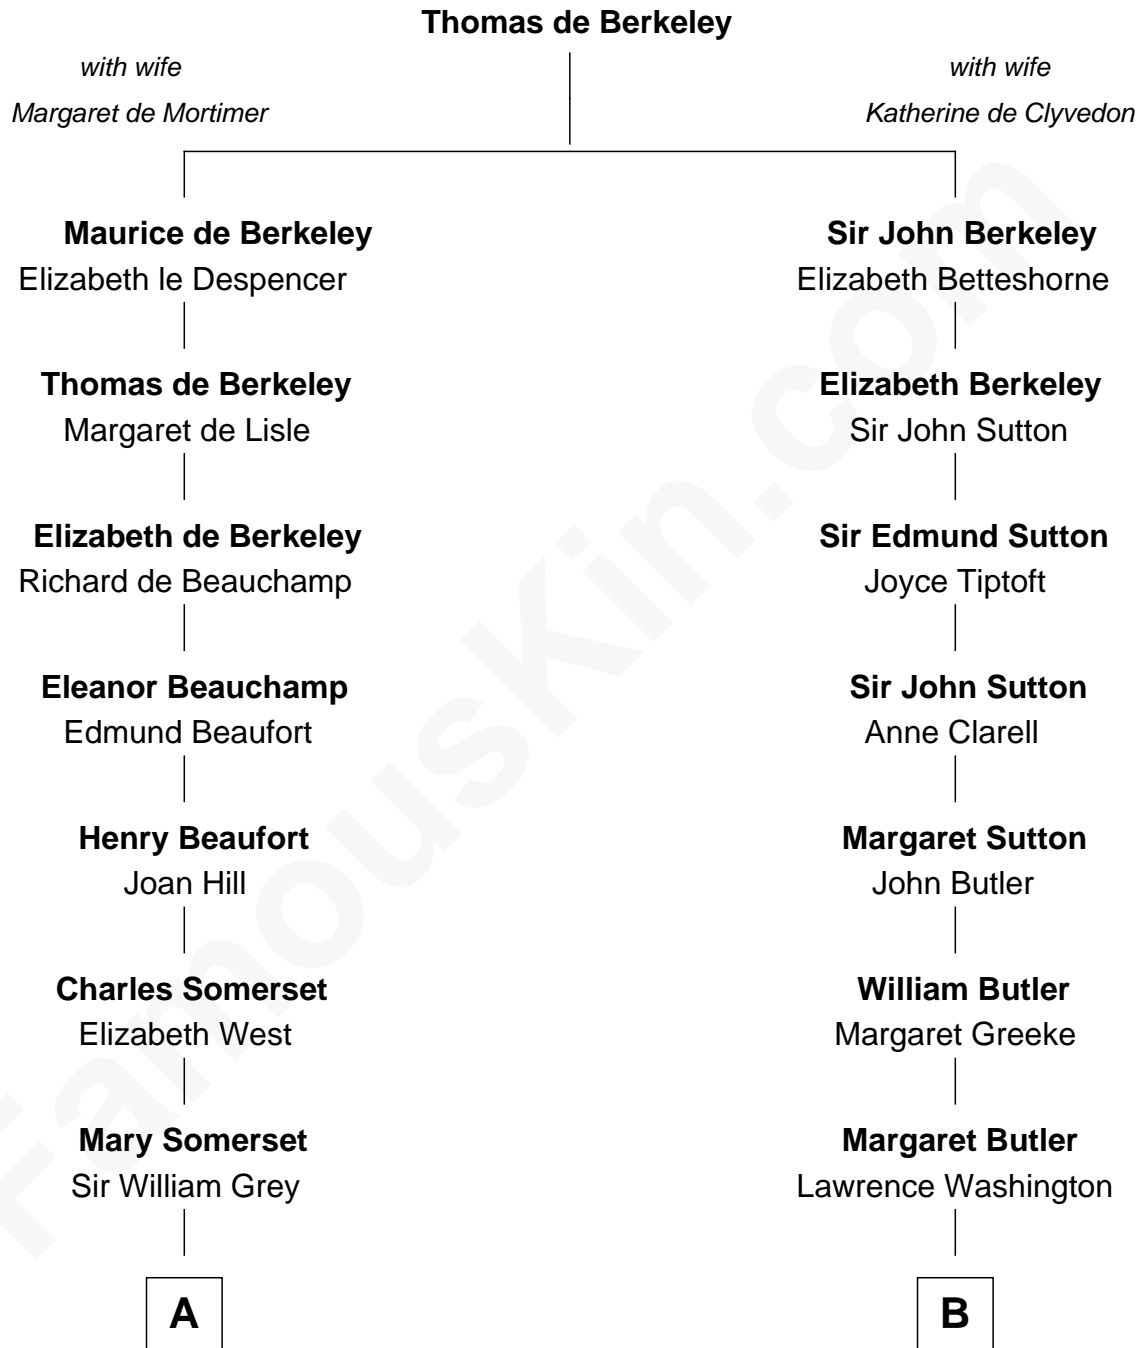 Thomas de Berkeley
with wife
Margaret de Mortimer
with wife
Katherine de Clyvedon
Maurice de Berkeley
Elizabeth le Despencer
Sir John Berkeley
Elizabeth Betteshorne
Thomas de Berkeley
Margaret de Lisle
Elizabeth Berkeley
Sir John Sutton
Elizabeth de Berkeley
Richard de Beauchamp
Sir Edmund Sutton
Joyce Tiptoft
Eleanor Beauchamp
Edmund Beaufort
Sir John Sutton
Anne Clarell
Henry Beaufort
Joan Hill
Margaret Sutton
John Butler
Charles Somerset
Elizabeth West
William Butler
Margaret Greeke
Mary Somerset
Sir William Grey
Margaret Butler
Lawrence Washington
A
B
FamousKin.com